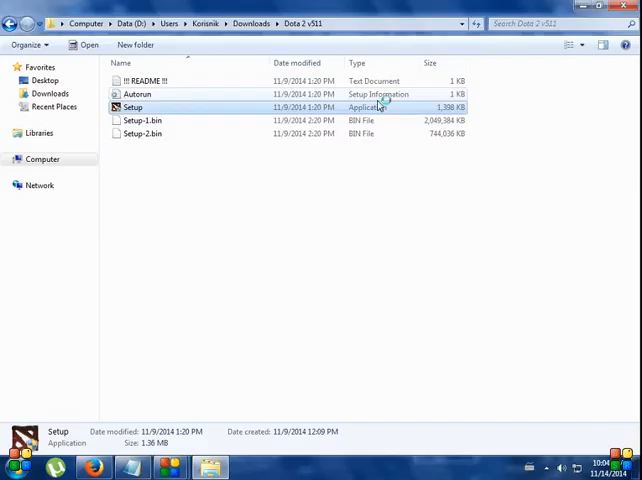 Computer ▸ Data (D:) ▸ Users ▸ Korisnik ▸ Downloads ▸ Dota 2 v511
Search Dota 2 v511
Organize Open New folder
Name Date modified Type Size
Favorites
Desktop
Downloads
Recent Places
Libraries
Computer
Network
!!! README !!! 11/9/2014 1:20 PM Text Document 1 KB
Autorun 11/9/2014 1:20 PM Setup Information 1 KB
Setup 11/9/2014 1:20 PM Application 1,398 KB
Setup-1.bin 11/9/2014 2:20 PM BIN File 2,049,384 KB
Setup-2.bin 11/9/2014 2:20 PM BIN File 744,036 KB
Setup Date modified: 11/9/2014 1:20 PM Date created: 11/9/2014 12:09 PM
Application Size: 1.36 MB
10:04
11/14/2014